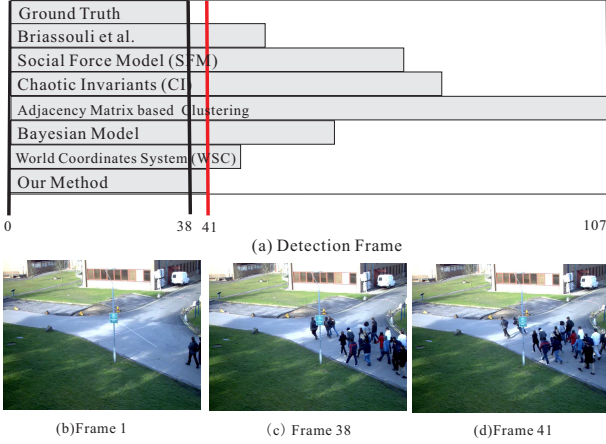 Ground Truth
Briassouli et al.
Social Force Model (SFM)
Chaotic Invariants (CI)
Adjacency Matrix based Clustering
Bayesian Model
World Coordinates System (WSC)
Our Method
0 38 41 107
(a) Detection Frame
(b)Frame 1 (c) Frame 38 (d)Frame 41